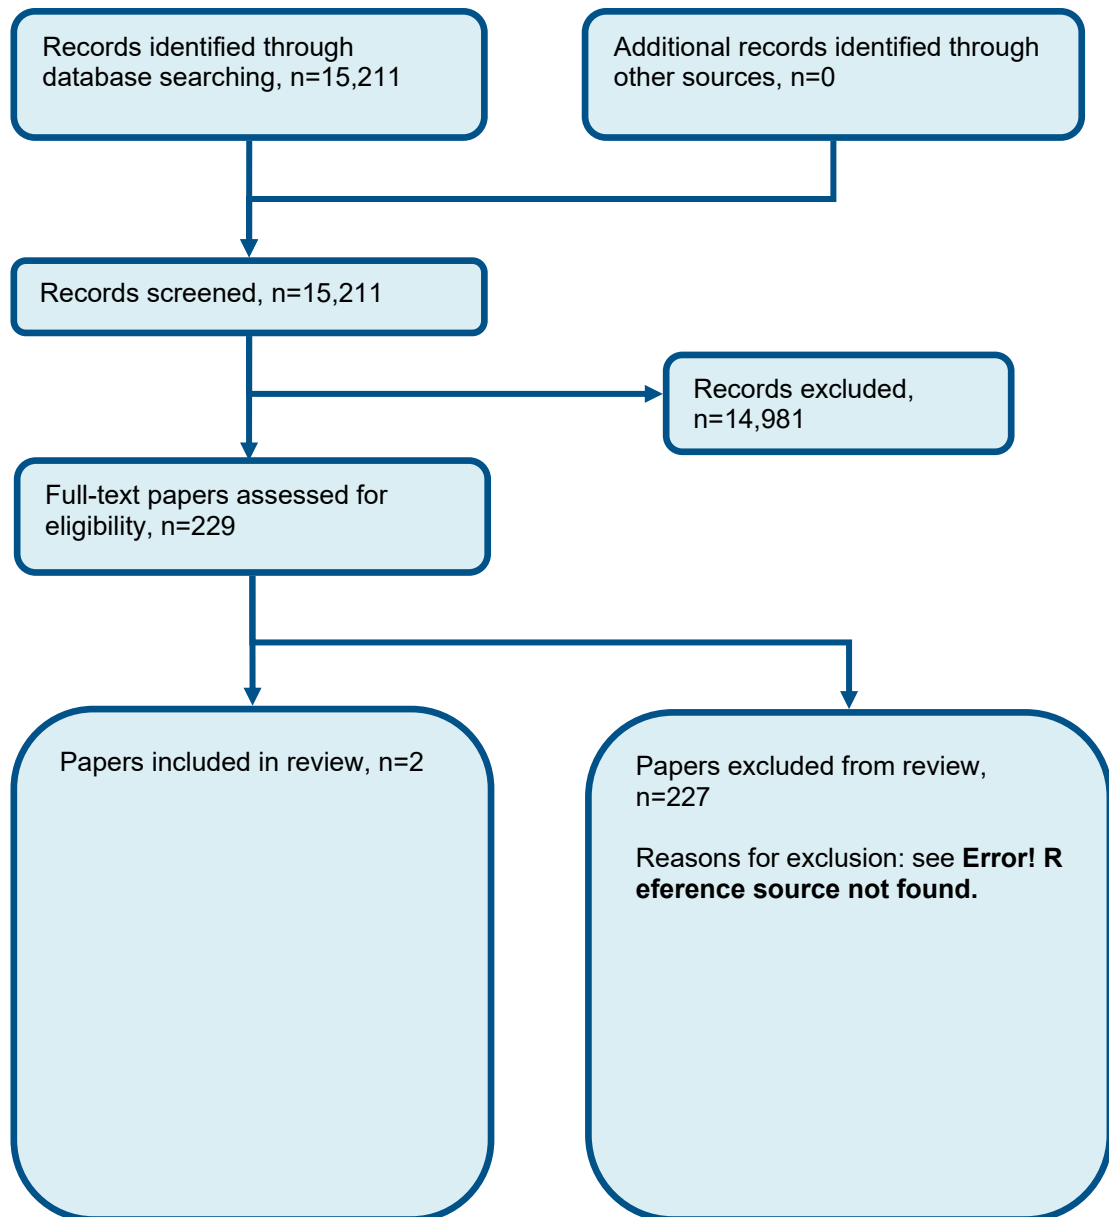 Records identified through
database searching, n=15,211
Additional records identified through
other sources, n=0
Records screened, n=15,211
Records excluded,
n=14,981
Full-text papers assessed for
eligibility, n=229
Papers included in review, n=2
Papers excluded from review,
n=227
Reasons for exclusion: see Error! R
eference source not found.